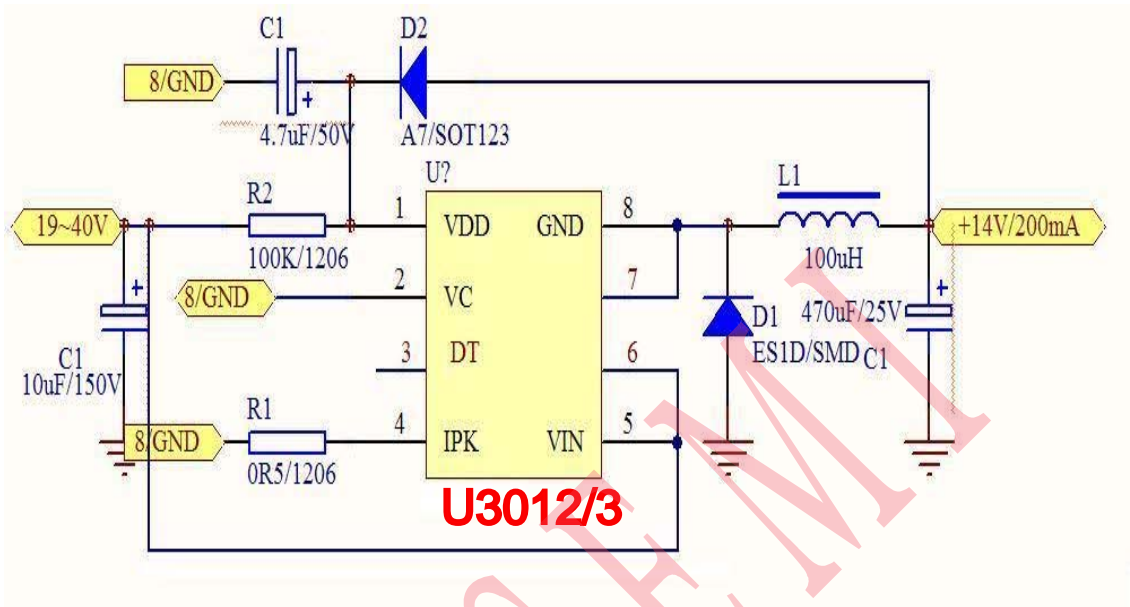 C1
D2
8/GND
+
4.7uF/50V
A7/SOT123
U?
R2
L1
19~40V
1
VDD
GND
8
+14V/200mA
100K/1206
100uH
8/GND
2
VC
7
+
+
D1
470uF/25V
C1
3
DT
6
ES1D/SMD
C1
10uF/150V
R1
8/GND
4
IPK
VIN
5
0R5/1206
U3012/3
SEMI